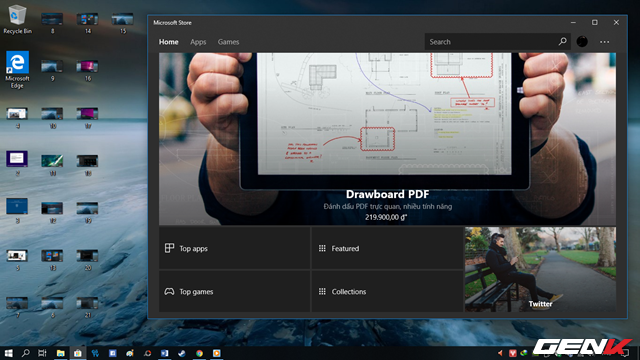 Microsoft Store
Home Apps Games
Search
Recycle Bin
8
14
15
Microsoft
Edge
9
16
4
10
17
2
11
18
3
12
19
5
13
20
7
6
21
Drawboard PDF
Đánh dấu PDF trực quan, nhiều tính năng
219.900,00 ₫*
Top apps
Featured
Top games
Collections
Twitter
GENK